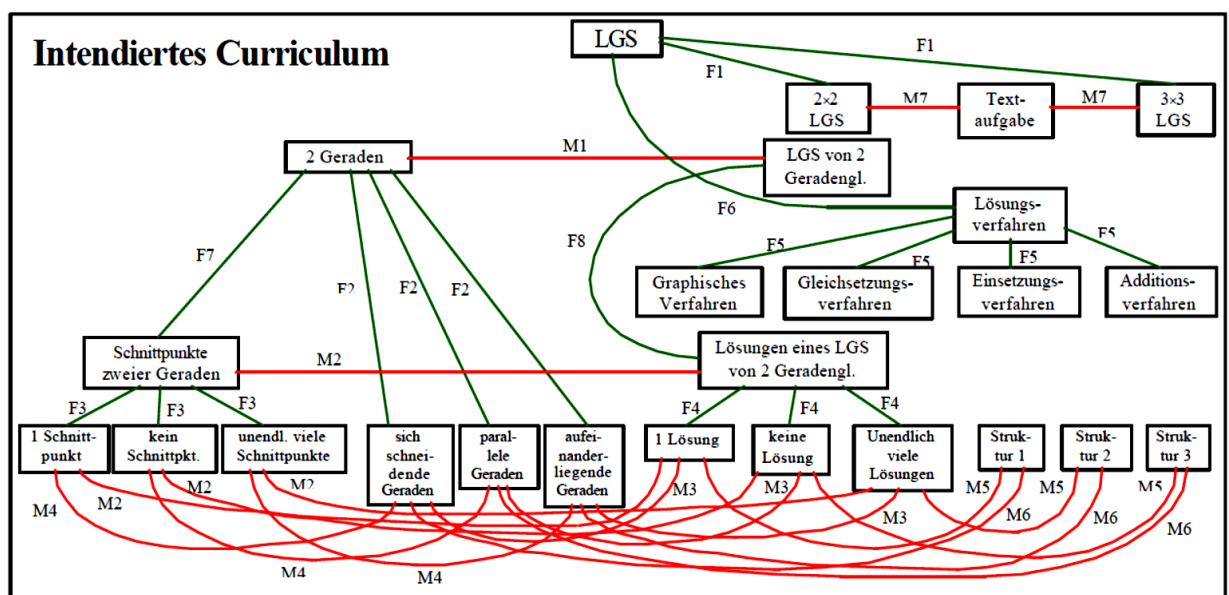 Intendiertes Curriculum
LGS
F1
F1
2×2
LGS
M7
Text-
aufgabe
M7
3×3
LGS
2 Geraden
M1
LGS von 2
Geradengl.
F6
Lösungs-
verfahren
F7
F8
F2
F2
F2
F5
F5
F5
F5
Graphisches
Verfahren
Gleichsetzungs-
verfahren
Einsetzungs-
verfahren
Additions-
verfahren
Schnittpunkte
zweier Geraden
M2
Lösungen eines LGS
von 2 Geradengl.
F3
F3
F3
F4
F4
F4
1 Schnitt-
punkt
kein
Schnittpkt.
unendl. viele
Schnittpunkte
sich
schnei-
dende
Geraden
paral-
lele
Geraden
aufei-
nander-
liegende
Geraden
1 Lösung
keine
Lösung
Unendlich
viele
Lösungen
Struk-
tur 1
Struk-
tur 2
Struk-
tur 3
M4
M2
M2
M2
M3
M3
M3
M5
M5
M5
M6
M6
M6
M4
M4